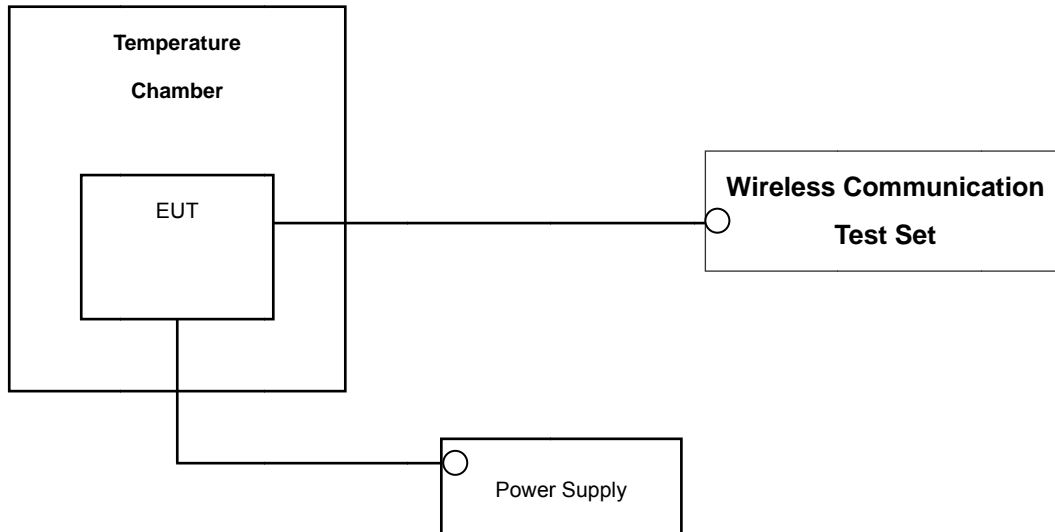 Temperature
Chamber
EUT
Wireless Communication
Test Set
Power Supply